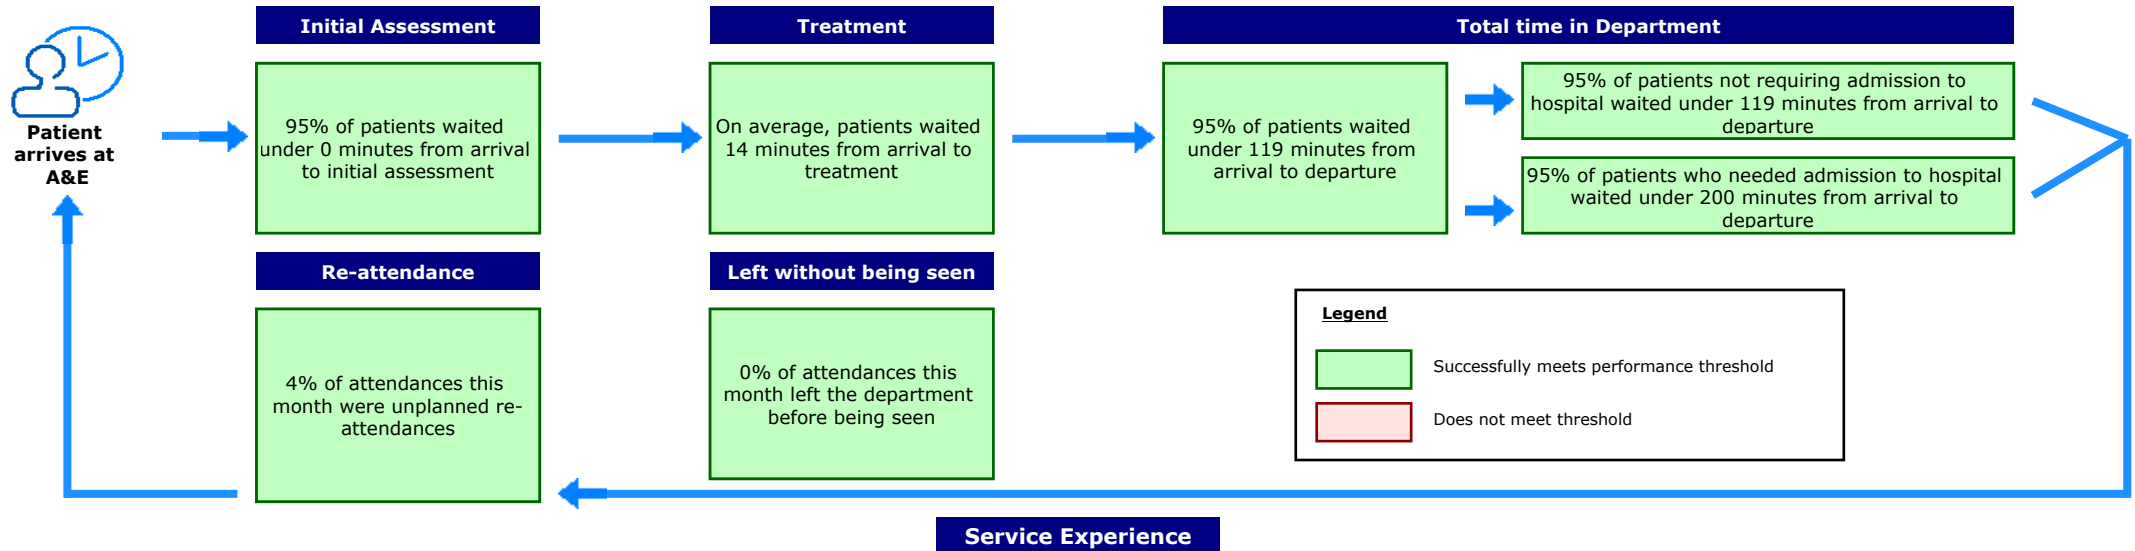 Initial Assessment
Treatment
Total time in Department
Patient
arrives at
A&E
95% of patients waited
under 0 minutes from arrival
to initial assessment
On average, patients waited
14 minutes from arrival to
treatment
95% of patients waited
under 119 minutes from
arrival to departure
95% of patients not requiring admission to
hospital waited under 119 minutes from arrival to
departure
95% of patients who needed admission to hospital
waited under 200 minutes from arrival to
departure
Re-attendance
Left without being seen
4% of attendances this
month were unplanned re-
attendances
0% of attendances this
month left the department
before being seen
Legend
Successfully meets performance threshold
Does not meet threshold
Service Experience